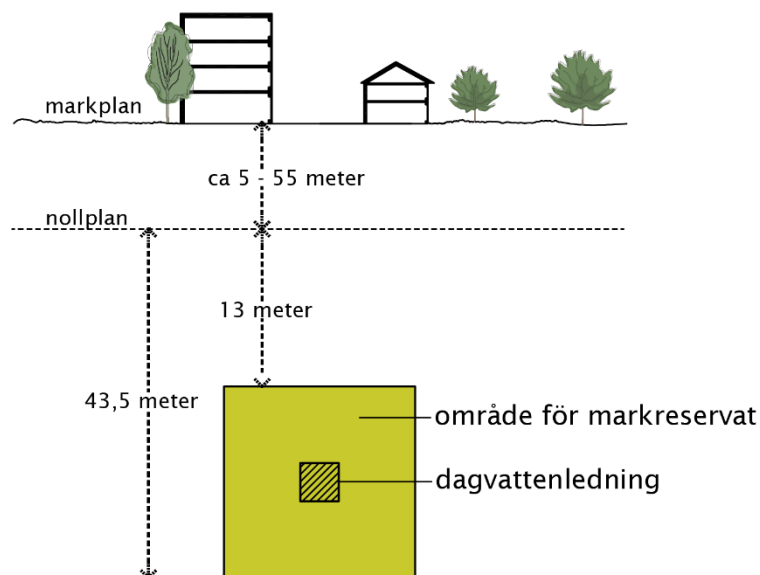 markplan
ca 5 - 55 meter
nollplan
13 meter
43,5 meter
område för markreservat
dagvattenledning